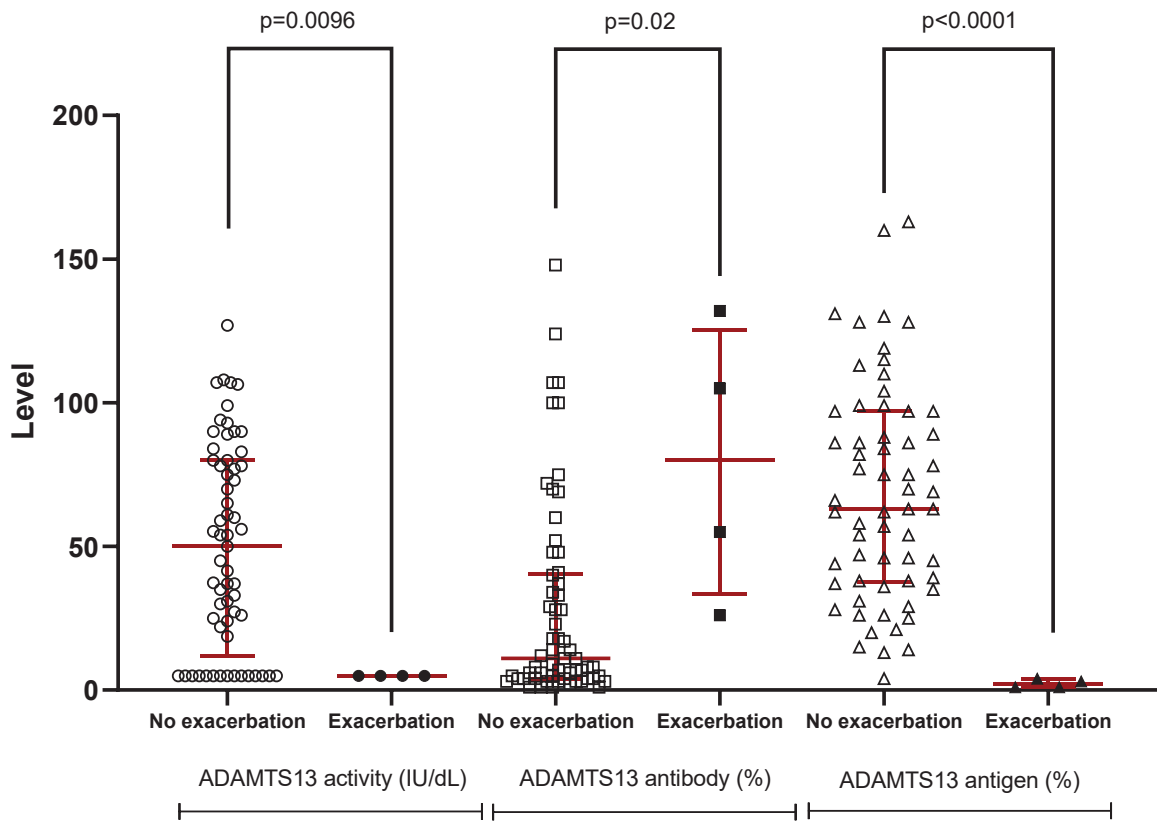 p=0.0096 p=0.02 p<0.0001
200
150
100
50
0
Level
No exacerbation Exacerbation No exacerbation Exacerbation No exacerbation Exacerbation
ADAMTS13 activity (IU/dL) ADAMTS13 antibody (%) ADAMTS13 antigen (%)